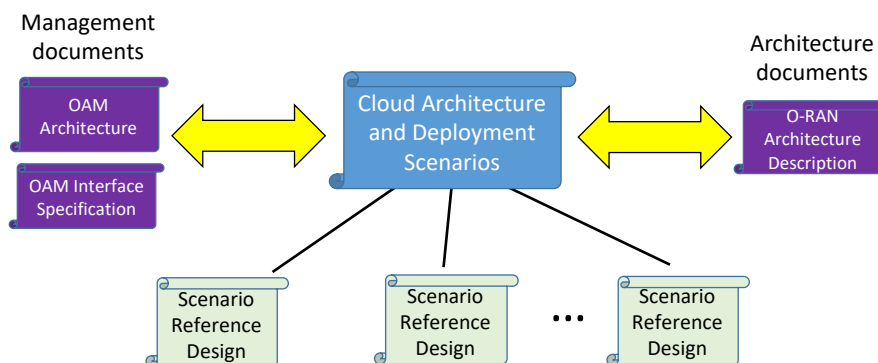 Management
documents
OAM
Architecture
OAM Interface
Specification
Cloud Architecture
and Deployment
Scenarios
Architecture
documents
O-RAN
Architecture
Description
Scenario
Reference
Design
Scenario
Reference
Design
...
Scenario
Reference
Design